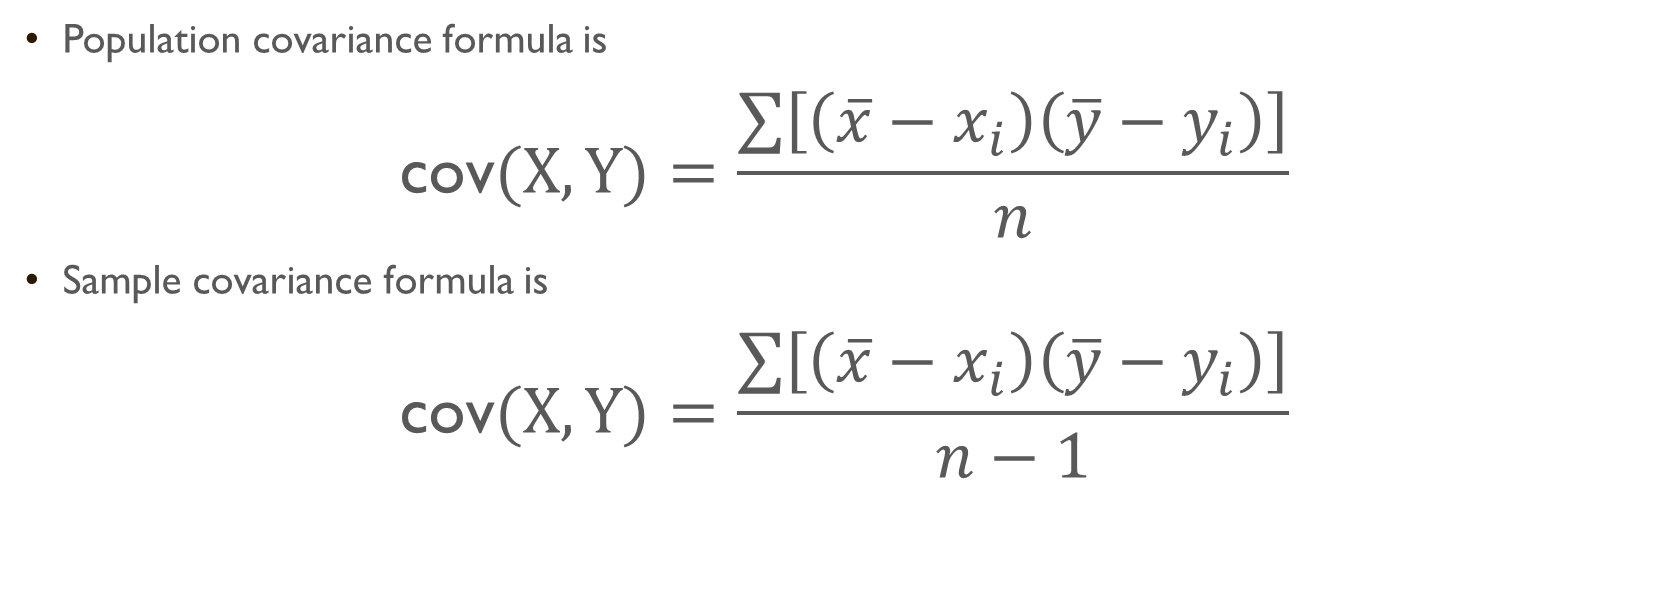 • Population covariance formula is
cov(X, Y) = ∑[(x̄ − xᵢ)(ȳ − yᵢ)] / n
• Sample covariance formula is
cov(X, Y) = ∑[(x̄ − xᵢ)(ȳ − yᵢ)] / n − 1